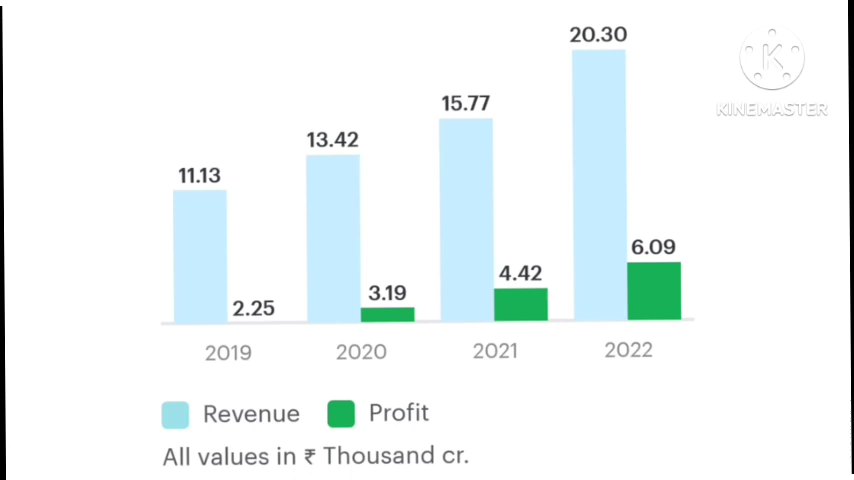 20.30
15.77
13.42
11.13
6.09
4.42
3.19
2.25
2019 2020 2021 2022
Revenue Profit
All values in ₹ Thousand cr.
K
KINEMASTER